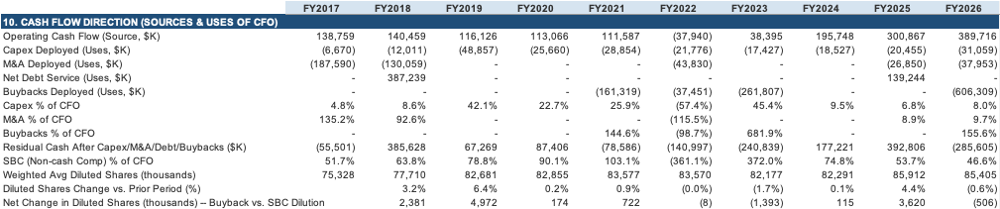 FY2017 FY2018 FY2019 FY2020 FY2021 FY2022 FY2023 FY2024 FY2025 FY2026
10. CASH FLOW DIRECTION (SOURCES & USES OF CFO)
Operating Cash Flow (Source, $K) 138,759 140,459 116,126 113,066 111,587 (37,940) 38,395 195,748 300,867 389,716
Capex Deployed (Uses, $K) (6,670) (12,011) (48,857) (25,660) (28,854) (21,776) (17,427) (18,527) (20,455) (31,059)
M&A Deployed (Uses, $K) (187,590) (130,059) - - - (43,830) - - (26,850) (37,953)
Net Debt Service (Uses, $K) - 387,239 - - - - - - 139,244 -
Buybacks Deployed (Uses, $K) - - - - (161,319) (37,451) (261,807) - - (606,309)
Capex % of CFO 4.8% 8.6% 42.1% 22.7% 25.9% (57.4%) 45.4% 9.5% 6.8% 8.0%
M&A % of CFO 135.2% 92.6% - - - (115.5%) - - 8.9% 9.7%
Buybacks % of CFO - - - - 144.6% (98.7%) 681.9% - - 155.6%
Residual Cash After Capex/M&A/Debt/Buybacks ($K) (55,501) 385,628 67,269 87,406 (78,586) (140,997) (240,839) 177,221 392,806 (285,605)
SBC (Non-cash Comp) % of CFO 51.7% 63.8% 78.8% 90.1% 103.1% (361.1%) 372.0% 74.8% 53.7% 46.6%
Weighted Avg Diluted Shares (thousands) 75,328 77,710 82,681 82,855 83,577 83,570 82,177 82,291 85,912 85,405
Diluted Shares Change vs. Prior Period (%) 3.2% 6.4% 0.2% 0.9% (0.0%) (1.7%) 0.1% 4.4% (0.6%)
Net Change in Diluted Shares (thousands) – Buyback vs. SBC Dilution 2,381 4,972 174 722 (8) (1,393) 115 3,620 (506)